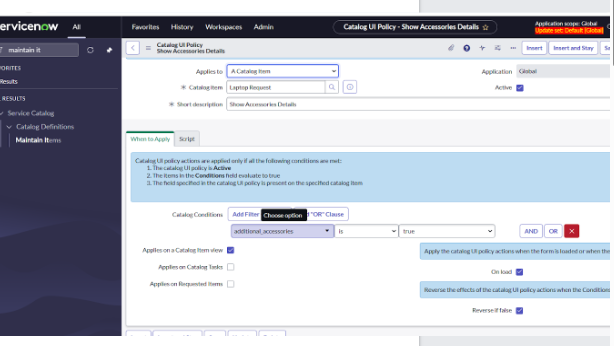 servicenow All Favorites History Workspaces Admin Catalog UI Policy - Show Accessories Details Application scope: Global
Update set: Default [Global]
maintain it
Catalog UI Policy
Show Accessories Details
Insert Insert and Stay
ORITES
Results
RESULTS
Service Catalog
Catalog Definitions
Maintain Items
Applies to A Catalog Item Application Global
Catalog Item Laptop Request Active
Short description Show Accessories Details
When to Apply Script
Catalog UI policy actions are applied only if all the following conditions are met:
1. The catalog UI policy is Active
2. The items in the Conditions field evaluate to true
3. The field specified in the catalog UI policy is present on the specified catalog item
Catalog Conditions Add Filter Choose option "OR" Clause
additional_accessories is true AND OR
Applies on a Catalog Item view Apply the catalog UI policy actions when the form is loaded or when the
Applies on Catalog Tasks On load
Applies on Requested Items Reverse the effects of the catalog UI policy actions when the Conditions
Reverse if false